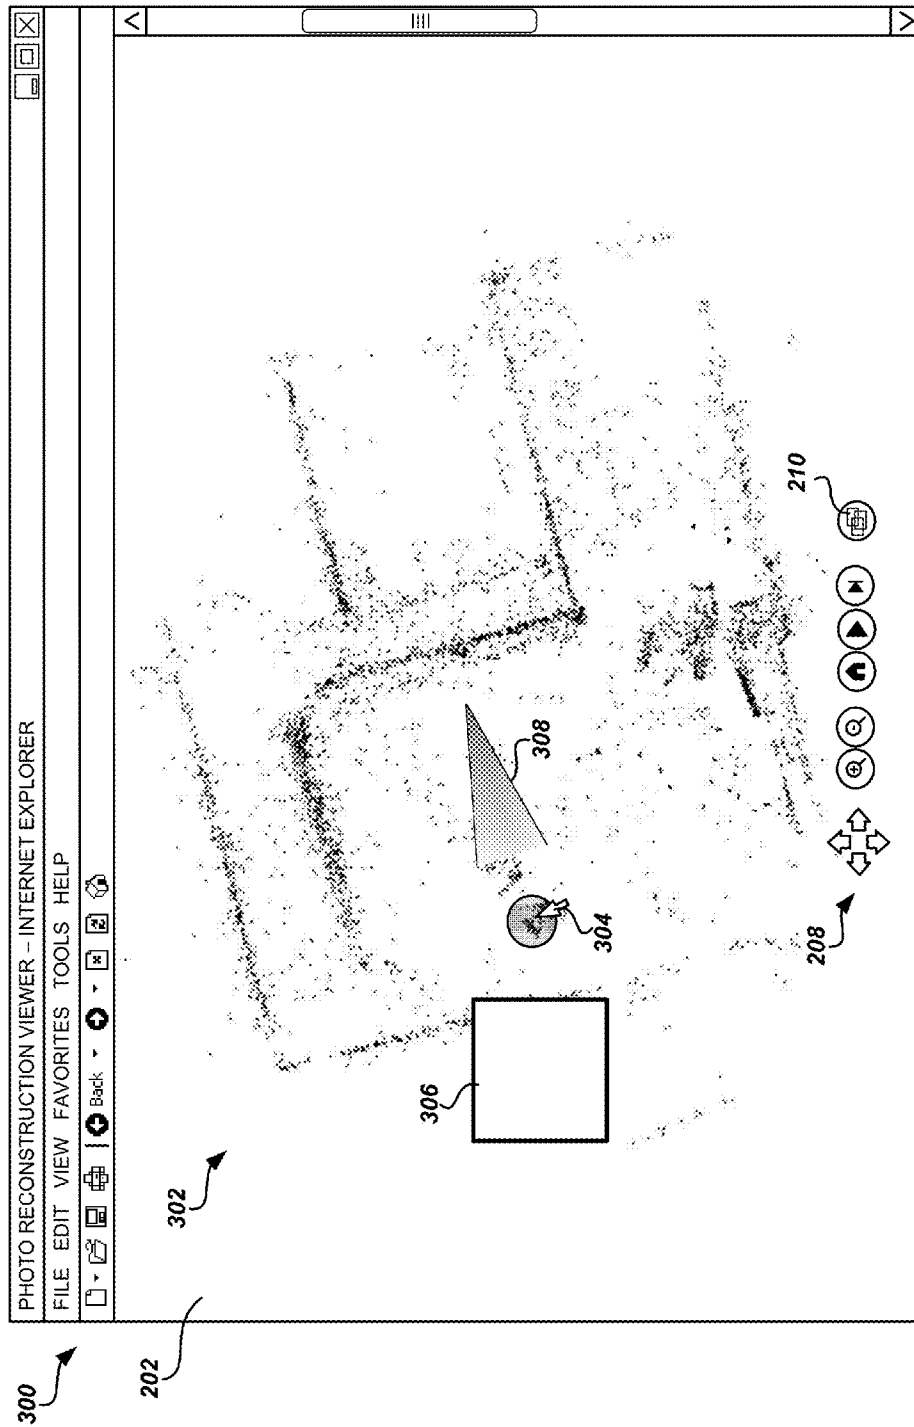 300
PHOTO RECONSTRUCTION VIEWER – INTERNET EXPLORER
FILE EDIT VIEW FAVORITES TOOLS HELP
Back
202
302
306
304
308
208
210